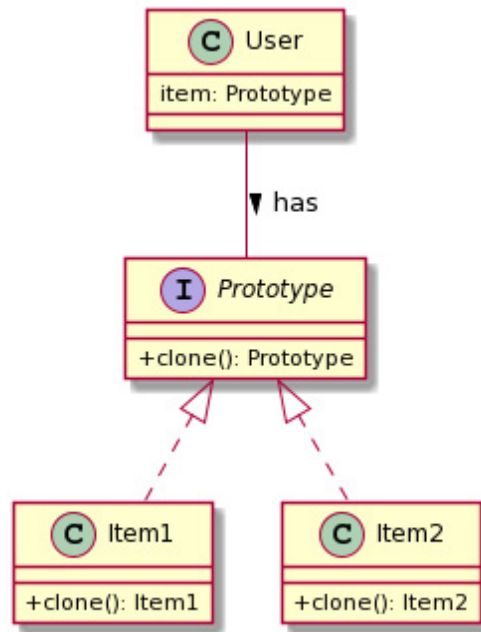 C User
item: Prototype
has
I Prototype
+clone(): Prototype
C Item1
C Item2
+clone(): Item1
+clone(): Item2